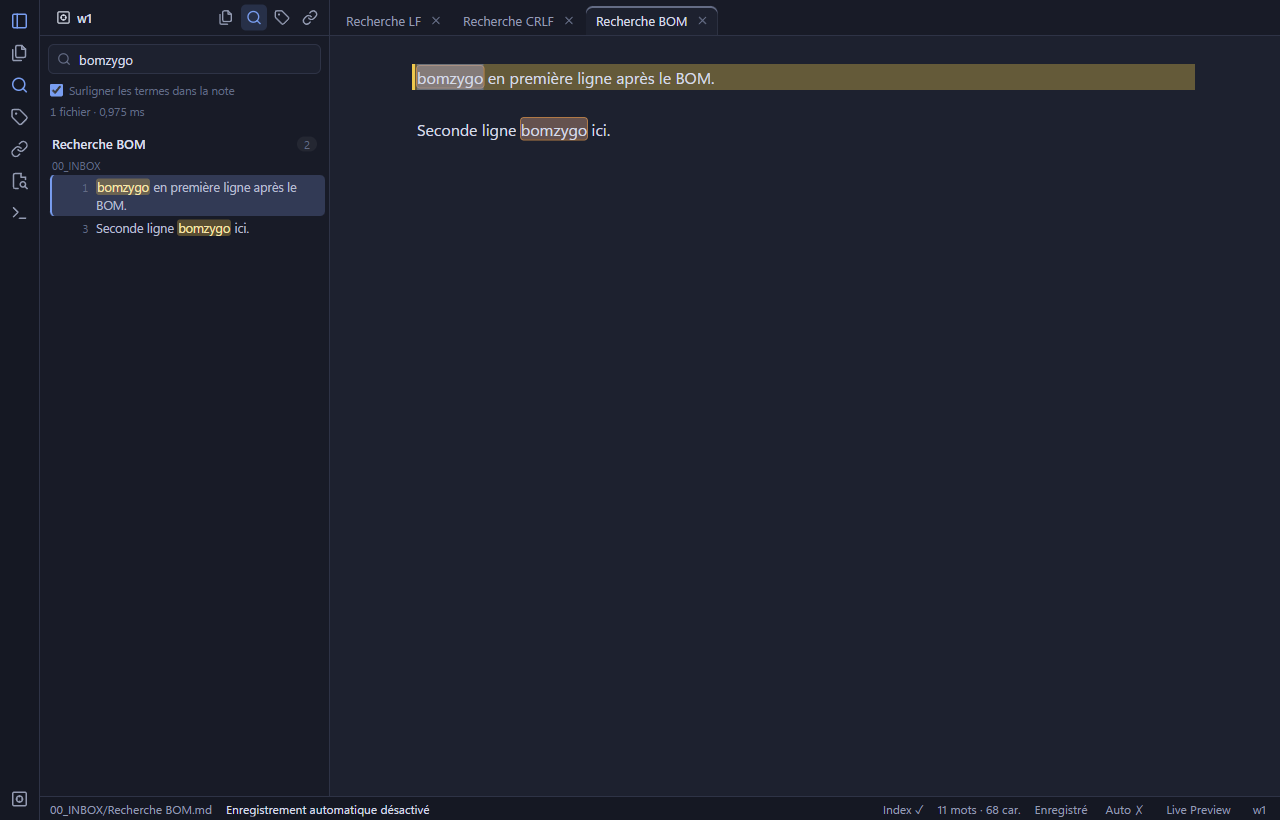 w1
Recherche LF
Recherche CRLF
Recherche BOM
bomzygo
Surligner les termes dans la note
1 fichier · 0,975 ms
Recherche BOM 2
00_INBOX
1 bomzygo en première ligne après le
BOM.
3 Seconde ligne bomzygo ici.
bomzygo en première ligne après le BOM.
Seconde ligne bomzygo ici.
00_INBOX/Recherche BOM.md Enregistrement automatique désactivé
Index ✓ 11 mots · 68 car. Enregistré Auto ✗ Live Preview w1